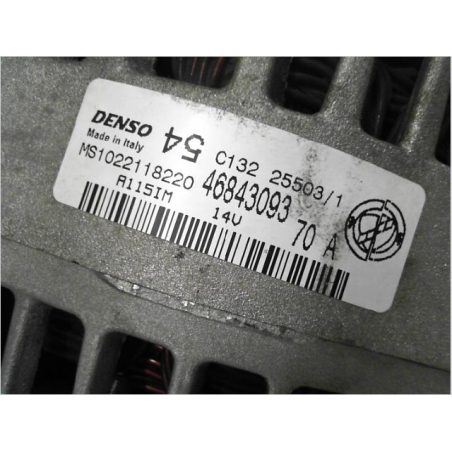 DENSO 54 C132 25503/1
Made in Italy
MS1022118220 46843093 70 A
A115IM 14V